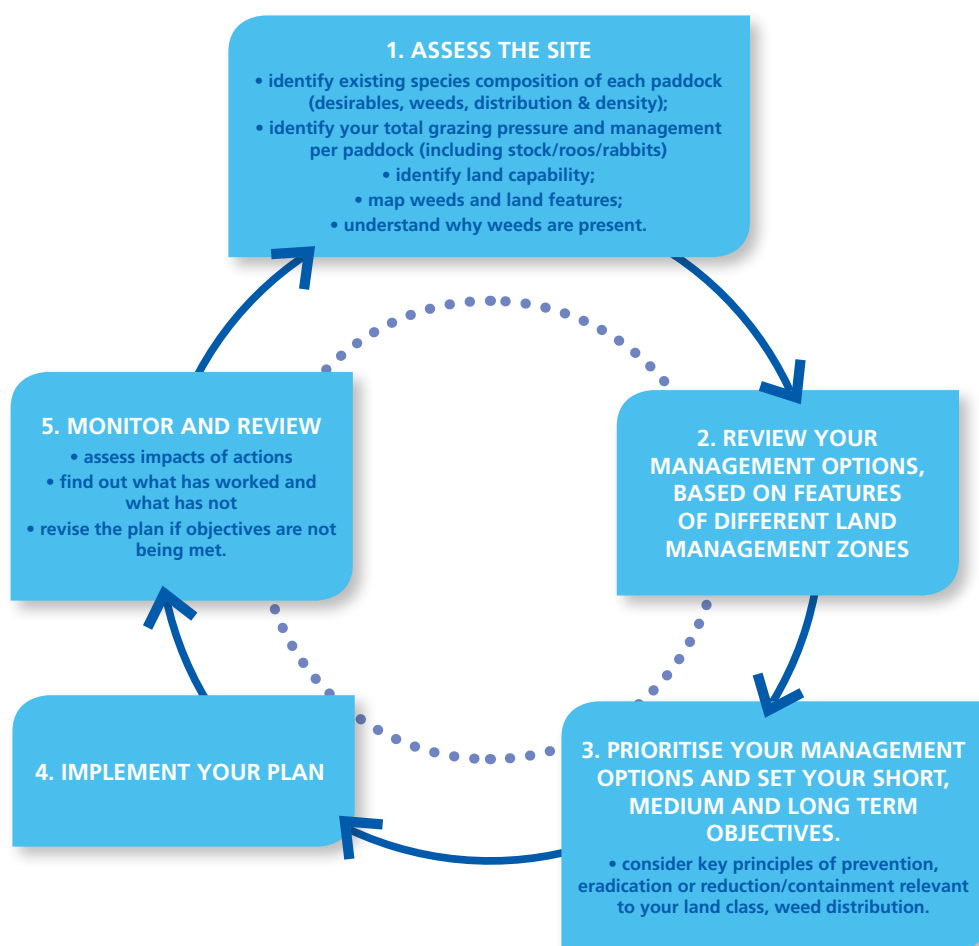 1. ASSESS THE SITE
• identify existing species composition of each paddock
(desirables, weeds, distribution & density);
• identify your total grazing pressure and management
per paddock (including stock/roos/rabbits)
• identify land capability;
• map weeds and land features;
• understand why weeds are present.
2. REVIEW YOUR
MANAGEMENT OPTIONS,
BASED ON FEATURES
OF DIFFERENT LAND
MANAGEMENT ZONES
3. PRIORITISE YOUR MANAGEMENT
OPTIONS AND SET YOUR SHORT,
MEDIUM AND LONG TERM
OBJECTIVES.
• consider key principles of prevention,
eradication or reduction/containment relevant
to your land class, weed distribution.
4. IMPLEMENT YOUR PLAN
5. MONITOR AND REVIEW
• assess impacts of actions
• find out what has worked and
what has not
• revise the plan if objectives are not
being met.